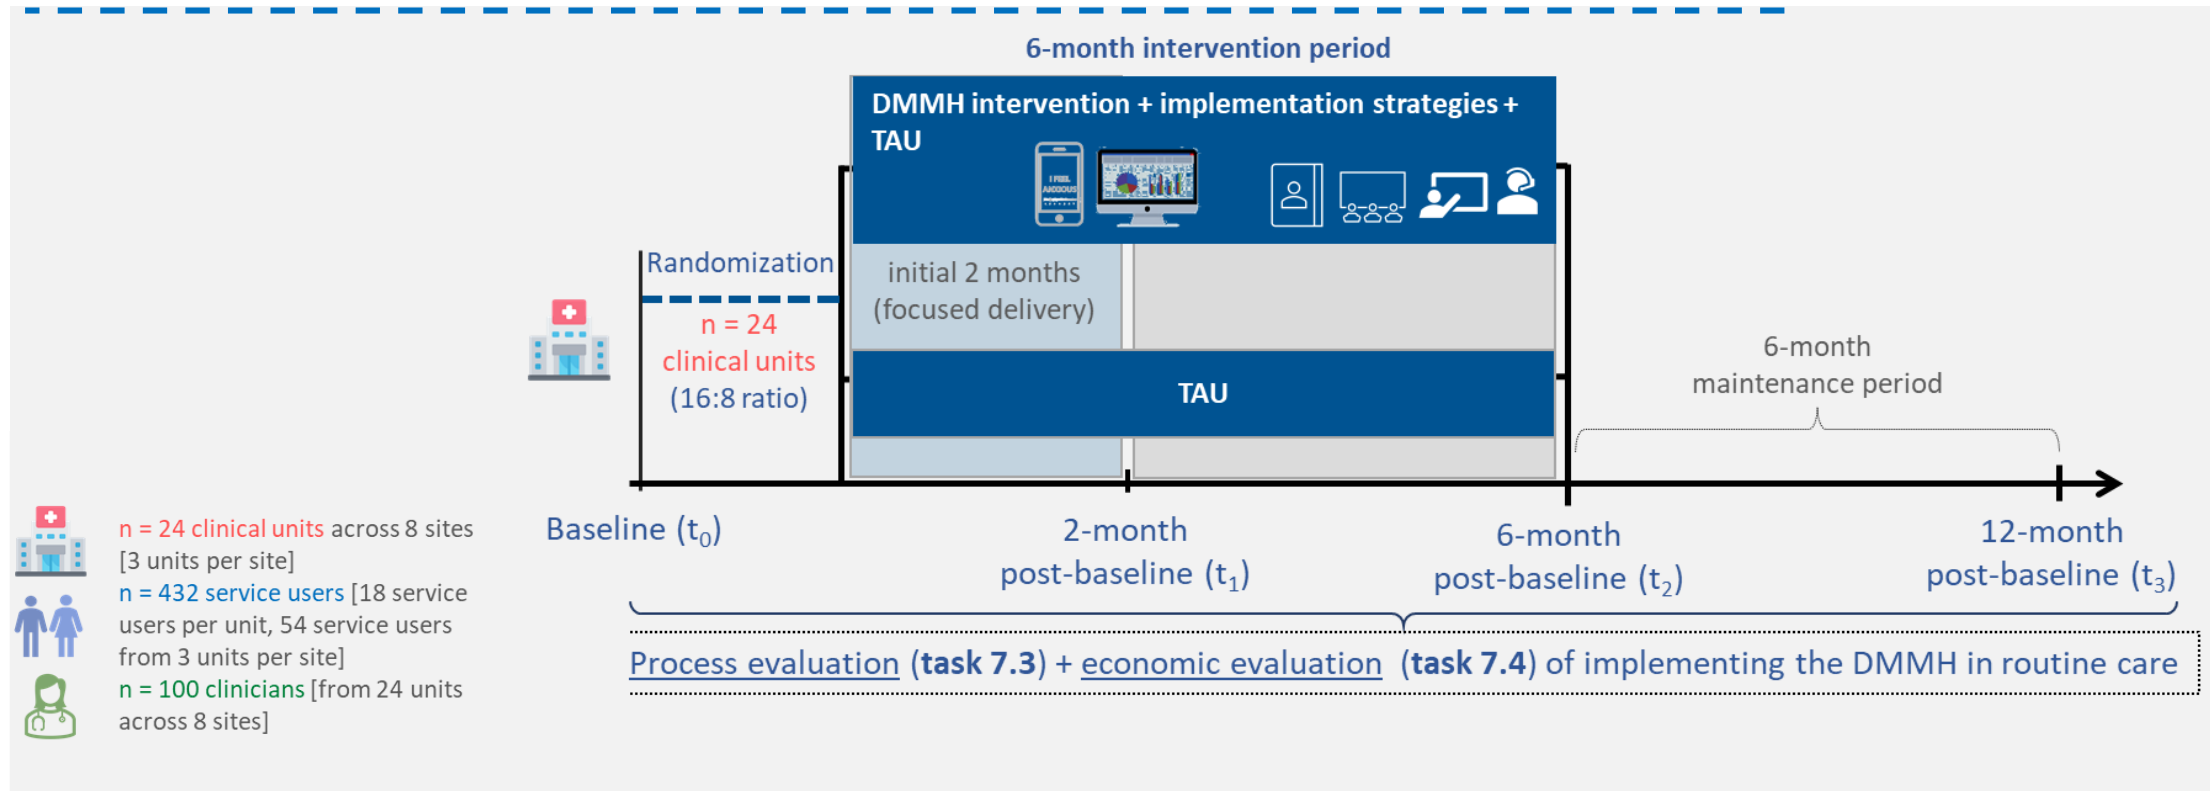 6-month intervention period
DMMH intervention + implementation strategies +
TAU
I FEEL
ANXIOUS
Randomization
n = 24
clinical units
(16:8 ratio)
initial 2 months
(focused delivery)
TAU
6-month
maintenance period
Baseline (t0)
2-month
post-baseline (t1)
6-month
post-baseline (t2)
12-month
post-baseline (t3)
n = 24 clinical units across 8 sites
[3 units per site]
n = 432 service users [18 service
users per unit, 54 service users
from 3 units per site]
n = 100 clinicians [from 24 units
across 8 sites]
Process evaluation (task 7.3) + economic evaluation (task 7.4) of implementing the DMMH in routine care